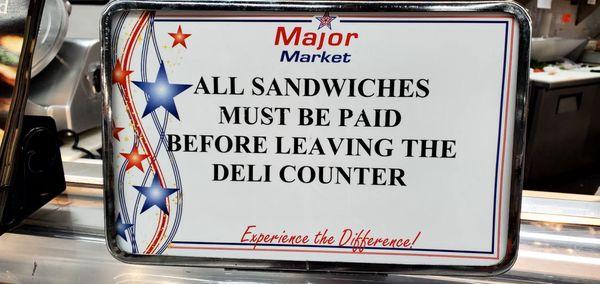 Major
Market
ALL SANDWICHES
MUST BE PAID
BEFORE LEAVING THE
DELI COUNTER
Experience the Difference!